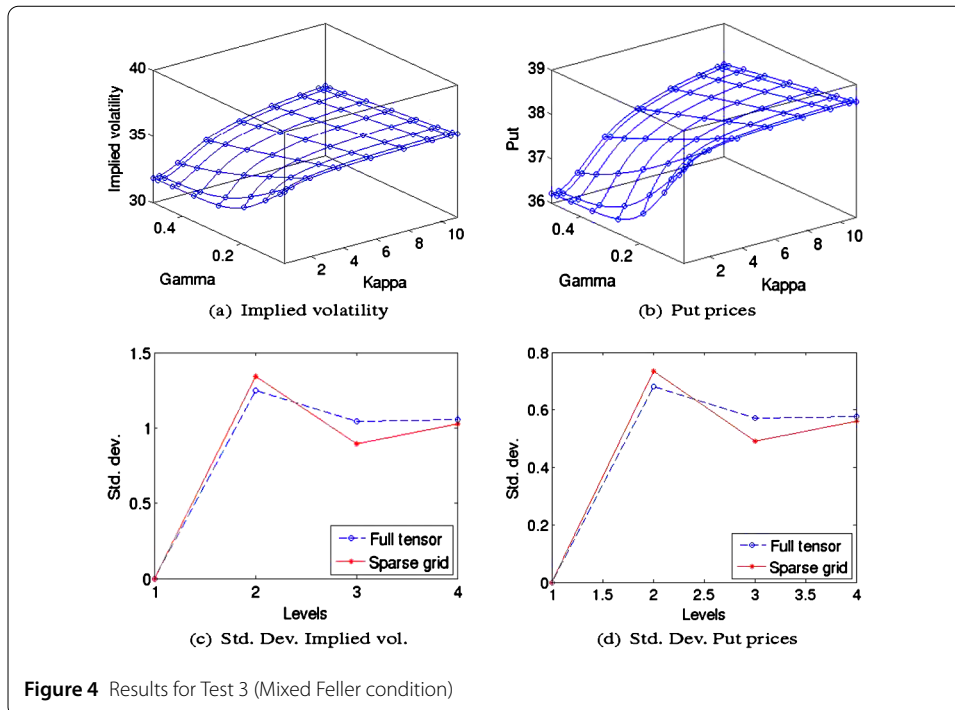 40
35
30
Implied volatility
0.4
0.2
Gamma
2
4
6
8
10
Kappa
(a) Implied volatility
39
38
37
36
Put
0.4
0.2
Gamma
2
4
6
8
10
Kappa
(b) Put prices
1.5
1
0.5
0
Std. dev.
Full tensor
Sparse grid
1
2
3
4
Levels
(c) Std. Dev. Implied vol.
0.8
0.6
0.4
0.2
0
Std. dev.
Full tensor
Sparse grid
1
1.5
2
2.5
3
3.5
4
Levels
(d) Std. Dev. Put prices
Figure 4 Results for Test 3 (Mixed Feller condition)